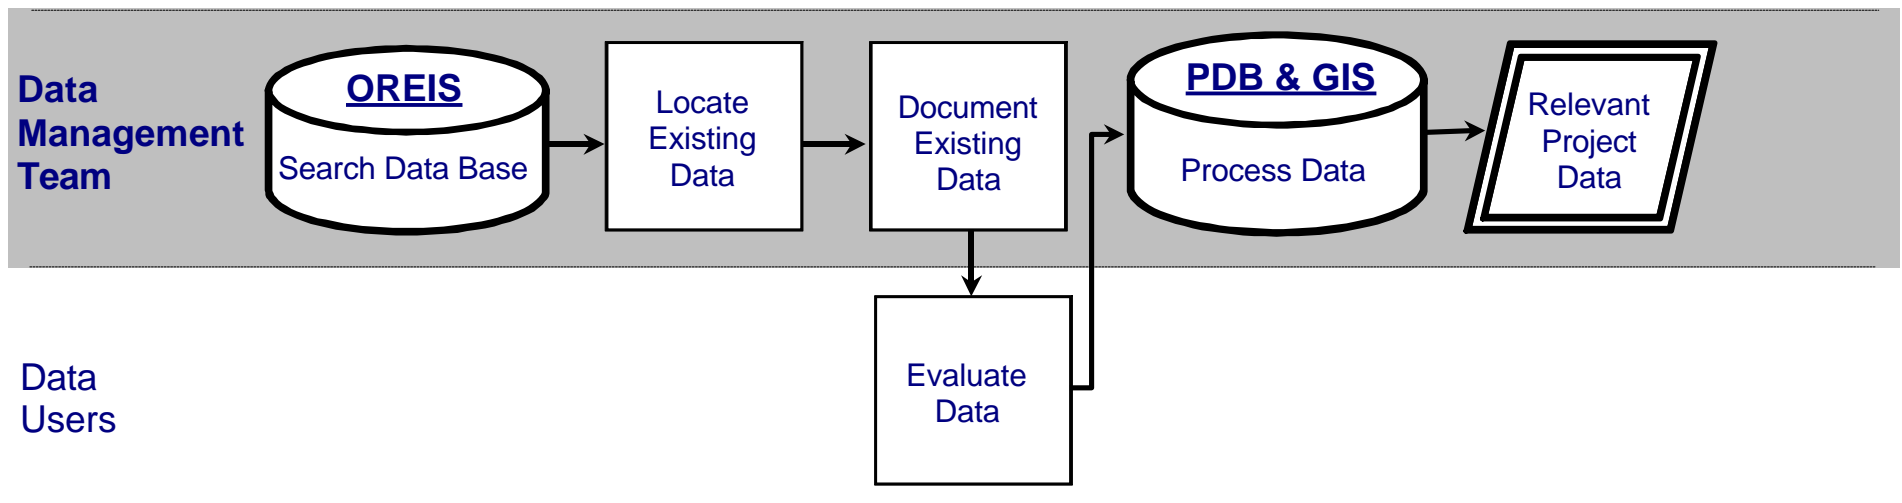 Data
Management
Team
OREIS
Search Data Base
Locate
Existing
Data
Document
Existing
Data
PDB & GIS
Process Data
Relevant
Project
Data
Data
Users
Evaluate
Data